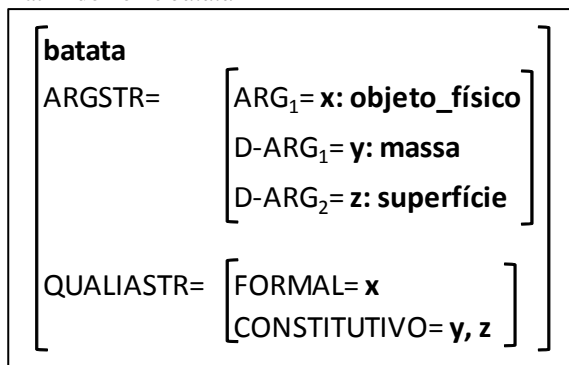 batata
ARGSTR= ARG₁= x: objeto_físico
D-ARG₁= y: massa
D-ARG₂= z: superfície
QUALIASTR= FORMAL= x
CONSTITUTIVO= y, z